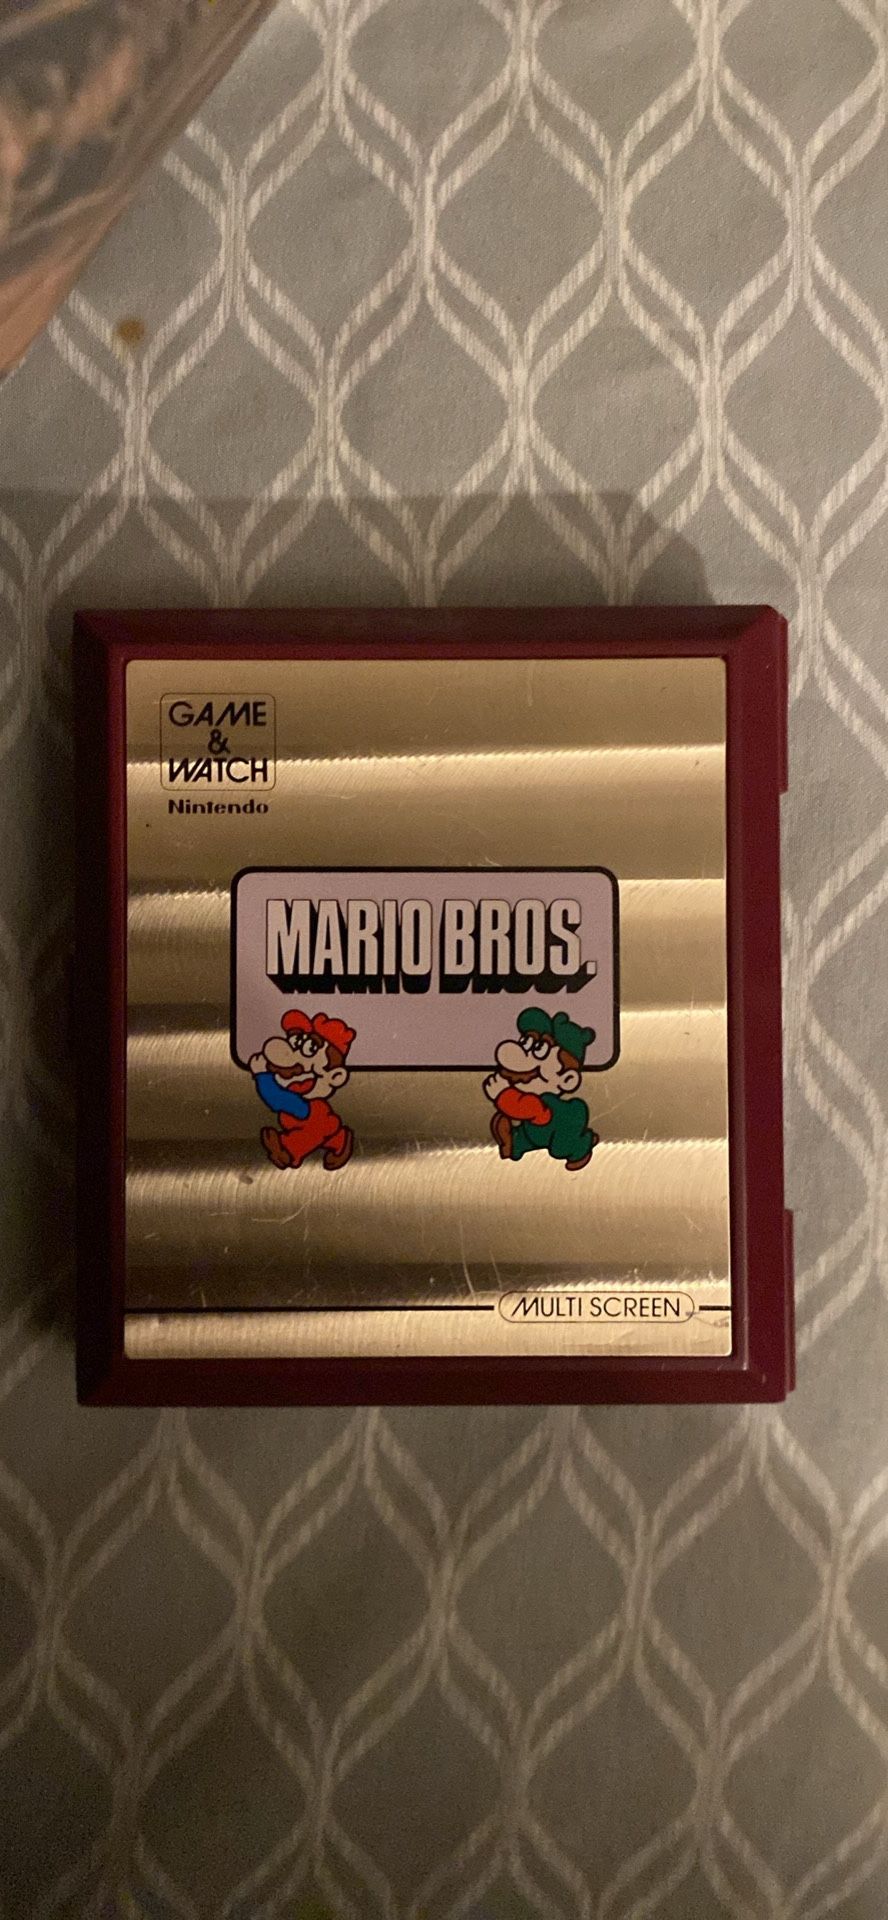 GAME
&
WATCH
Nintendo
MARIO BROS.
MULTI SCREEN